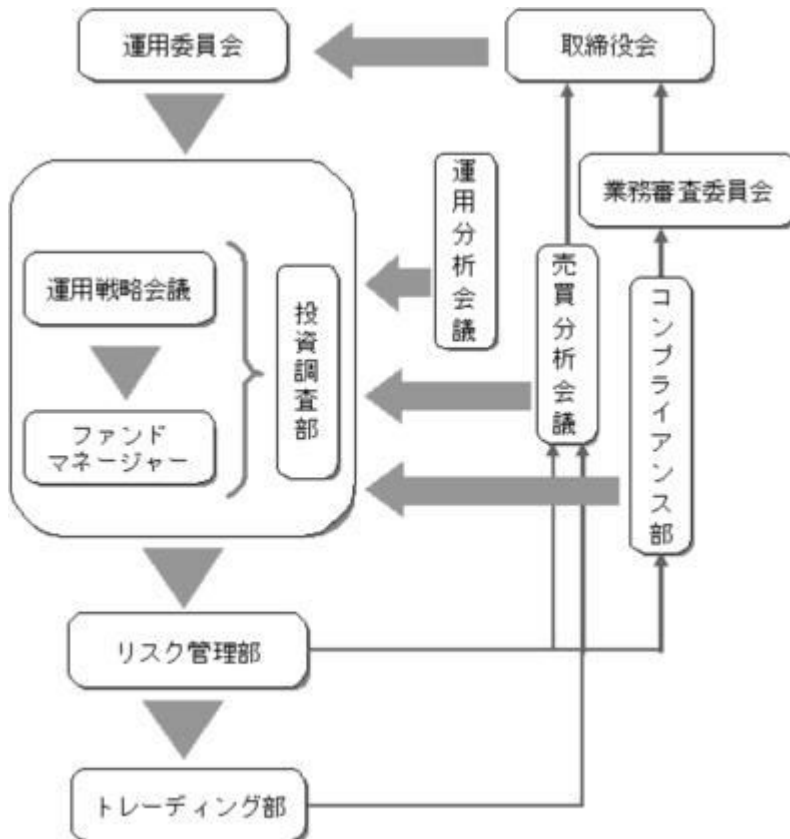 運用委員会
取締役会
運用分析会議
業務審査委員会
運用戦略会議
投資調査部
売買分析会議
コンプライアンス部
ファンド
マネージャー
リスク管理部
トレーディング部